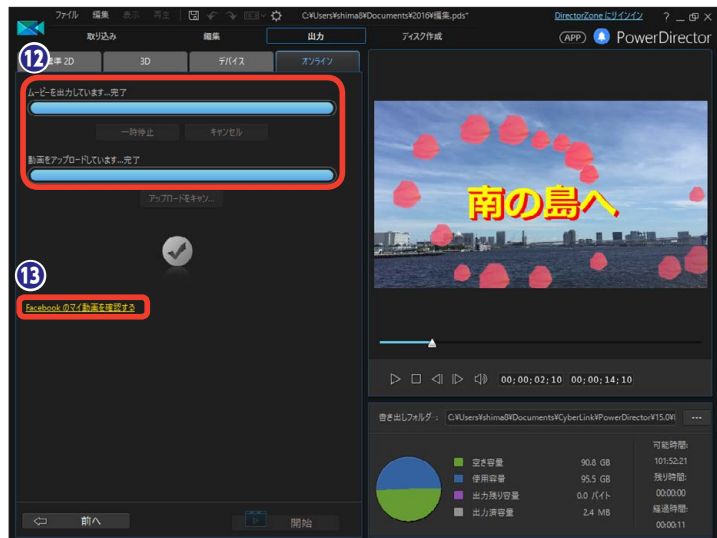 ファイル 編集 表示 再生 C:¥Users¥shima8¥Documents¥2016¥編集.pds* DirectorZone にサインイン ? _ ×
取り込み 編集 出力 ディスク作成 (APP) PowerDirector
12
標準 2D 3D デバイス オンライン
ムービーを出力しています...完了
一時停止 キャンセル
動画をアップロードしています...完了
アップロードをキャン...
13
Facebook のマイ動画を確認する
南の島へ
00;00;02;10 00;00;14;10
書き出しフォルダ: C:¥Users¥shima8¥Documents¥CyberLink¥PowerDirector¥15.0¥ ...
空き容量 90.8 GB
使用容量 95.5 GB
出力残り容量 0.0 バイト
出力済容量 2.4 MB
可能時間:
101:52:21
残り時間:
00:00:00
経過時間:
00:00:11
前へ 開始